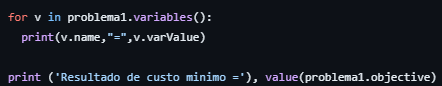 for v in problema1.variables():
  print(v.name,"=",v.varValue)
print ('Resultado de custo minimo ='), value(problema1.objective)